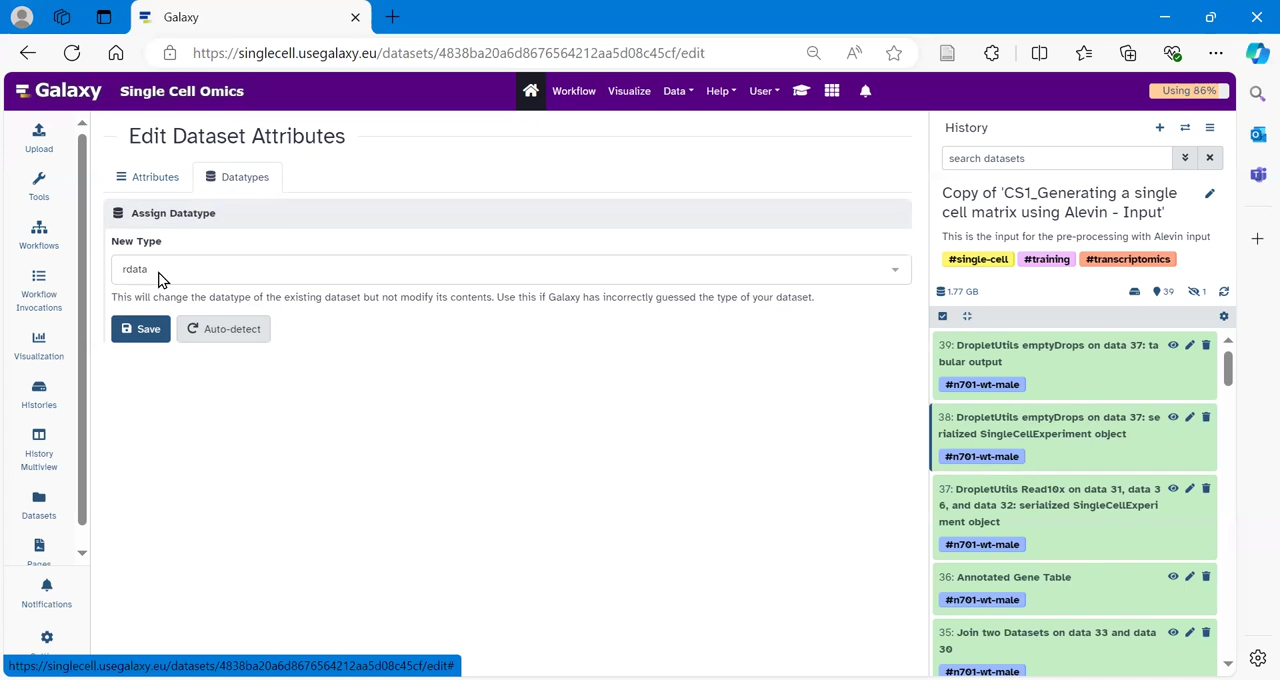 Galaxy
https://singlecell.usegalaxy.eu/datasets/4838ba20a6d8676564212aa5d08c45cf/edit
Galaxy Single Cell Omics
Workflow Visualize Data Help User
Using 86%
Upload
Tools
Workflows
Workflow
Invocations
Visualization
Histories
History
Multiview
Datasets
Pages
Notifications
Edit Dataset Attributes
Attributes Datatypes
Assign Datatype
New Type
rdata
This will change the datatype of the existing dataset but not modify its contents. Use this if Galaxy has incorrectly guessed the type of your dataset.
Save Auto-detect
History
search datasets
Copy of 'CS1_Generating a single
cell matrix using Alevin - Input'
This is the input for the pre-processing with Alevin input
#single-cell #training #transcriptomics
1.77 GB 39 1
39: DropletUtils emptyDrops on data 37: ta
bular output
#n701-wt-male
38: DropletUtils emptyDrops on data 37: se
rialized SingleCellExperiment object
#n701-wt-male
37: DropletUtils Read10x on data 31, data 3
6, and data 32: serialized SingleCellExperi
ment object
#n701-wt-male
36: Annotated Gene Table
#n701-wt-male
35: Join two Datasets on data 33 and data
30
#n701-wt-male
https://singlecell.usegalaxy.eu/datasets/4838ba20a6d8676564212aa5d08c45cf/edit#